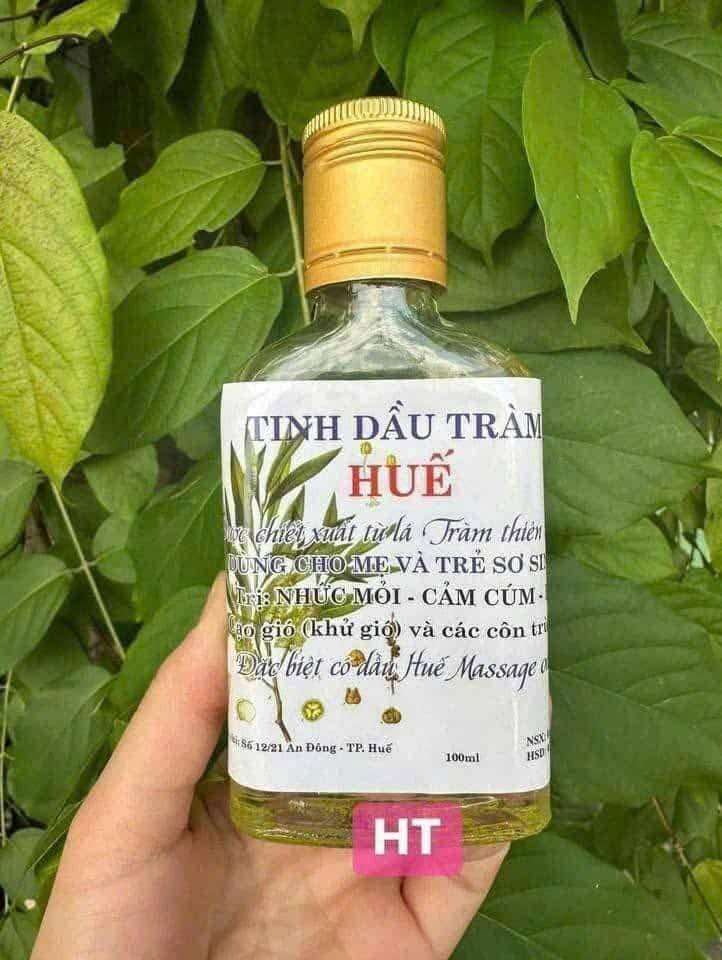 TINH DẦU TRÀM
HUẾ
chiết xuất từ lá Tràm thiên
DÙNG CHO MẸ VÀ TRẺ SƠ
Trị: NHỨC MỎI - CẢM CÚM -
gió (khử gió) và các côn
Đặc biệt có dầu Huế Massage
Số 12/21 An Đông - TP. Huế
100ml
NSX:
HSD:
HT